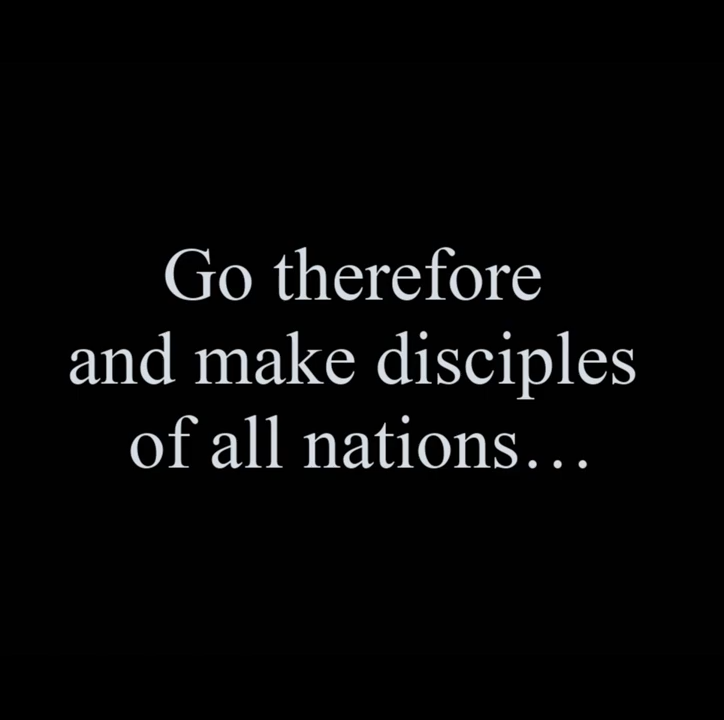 Go therefore
and make disciples
of all nations…